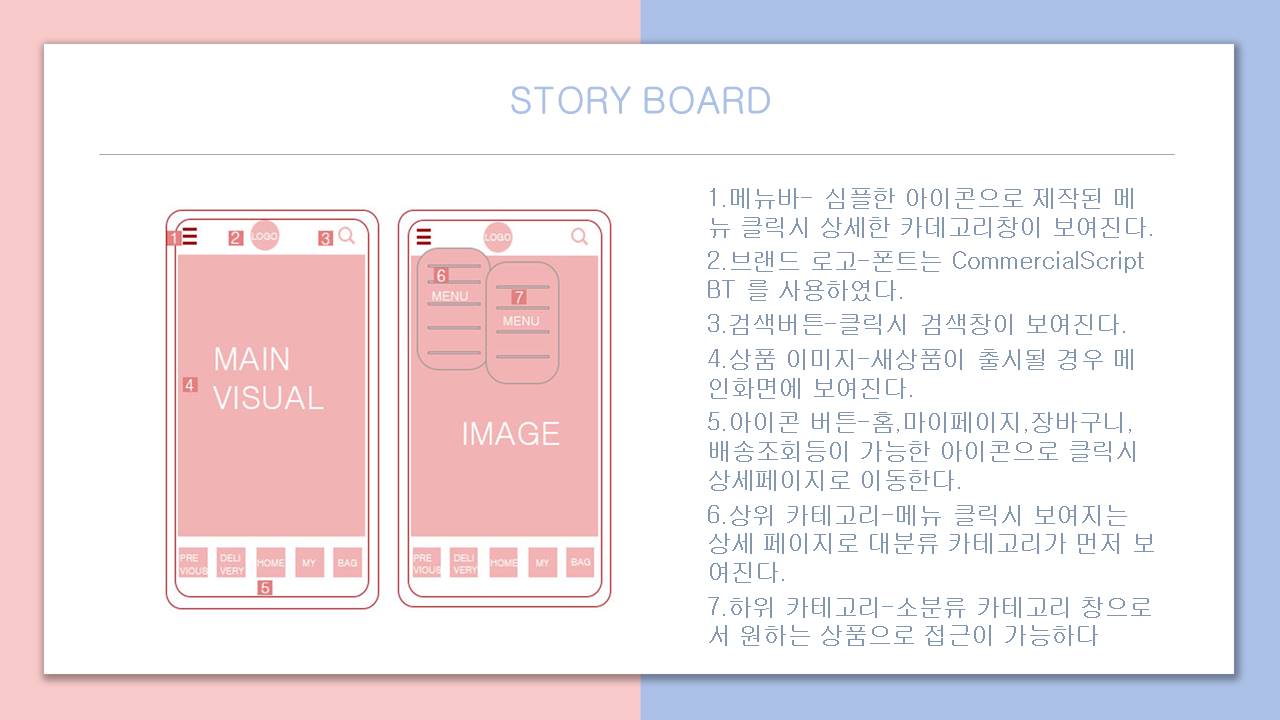 STORY BOARD
1
2
LOGO
3
4
MAIN
VISUAL
PRE
VIOUS
DELI
VERY
HOME
MY
BAG
5
LOGO
6
MENU
7
MENU
IMAGE
PRE
VIOUS
DELI
VERY
HOME
MY
BAG
1.메뉴바- 심플한 아이콘으로 제작된 메
뉴 클릭시 상세한 카데고리창이 보여진다.
2.브랜드 로고-폰트는 CommercialScript
BT 를 사용하였다.
3.검색버튼-클릭시 검색창이 보여진다.
4.상품 이미지-새상품이 출시될 경우 메
인화면에 보여진다.
5.아이콘 버튼-홈,마이페이지,장바구니,
배송조회등이 가능한 아이콘으로 클릭시
상세페이지로 이동한다.
6.상위 카테고리-메뉴 클릭시 보여지는
상세 페이지로 대분류 카테고리가 먼저 보
여진다.
7.하위 카테고리-소분류 카테고리 창으로
서 원하는 상품으로 접근이 가능하다